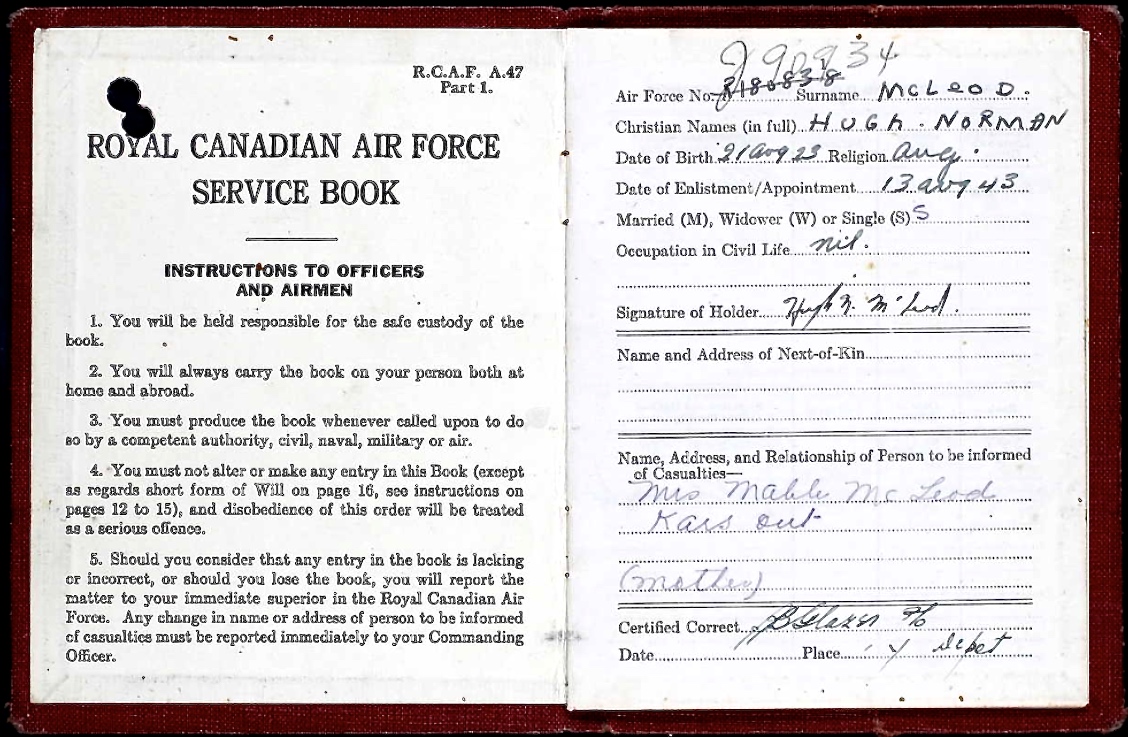 R.C.A.F. A.47
Part 1.
ROYAL CANADIAN AIR FORCE
SERVICE BOOK
INSTRUCTIONS TO OFFICERS
AND AIRMEN
1. You will be held responsible for the safe custody of the
book.
2. You will always carry the book on your person both at
home and abroad.
3. You must produce the book whenever called upon to do
so by a competent authority, civil, naval, military or air.
4. You must not alter or make any entry in this Book (except
as regards short form of Will on page 16, see instructions on
pages 12 to 15), and disobedience of this order will be treated
as a serious offence.
5. Should you consider that any entry in the book is lacking
or incorrect, or should you lose the book, you will report the
matter to your immediate superior in the Royal Canadian Air
Force. Any change in name or address of person to be informed
of casualties must be reported immediately to your Commanding
Officer.
J 90934
Air Force No. Surname McLEOD.
Christian Names (in full) HUGH. NORMAN
Date of Birth 21 Aug 23 Religion Ang.
Date of Enlistment/Appointment 13 Aug 43
Married (M), Widower (W) or Single (S) S
Occupation in Civil Life nil.
Signature of Holder Hugh N. McLeod.
Name and Address of Next-of-Kin
Name, Address, and Relationship of Person to be informed
of Casualties—
Mrs Mable McLeod
Kars Ont
(Mother)
Certified Correct
Date Place Y Depot